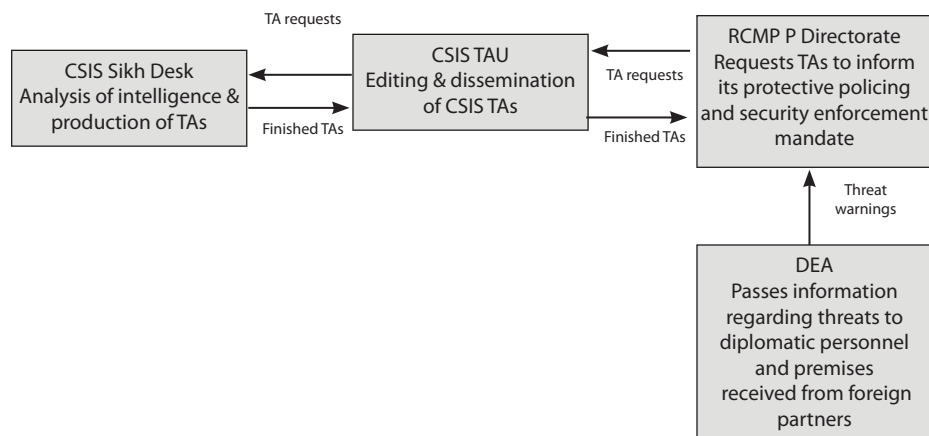 TA requests
CSIS Sikh Desk
Analysis of intelligence &
production of TAs
Finished TAs
CSIS TAU
Editing & dissemination
of CSIS TAs
TA requests
Finished TAs
RCMP P Directorate
Requests TAs to inform
its protective policing
and security enforcement
mandate
Threat
warnings
DEA
Passes information
regarding threats to
diplomatic personnel
and premises
received from foreign
partners